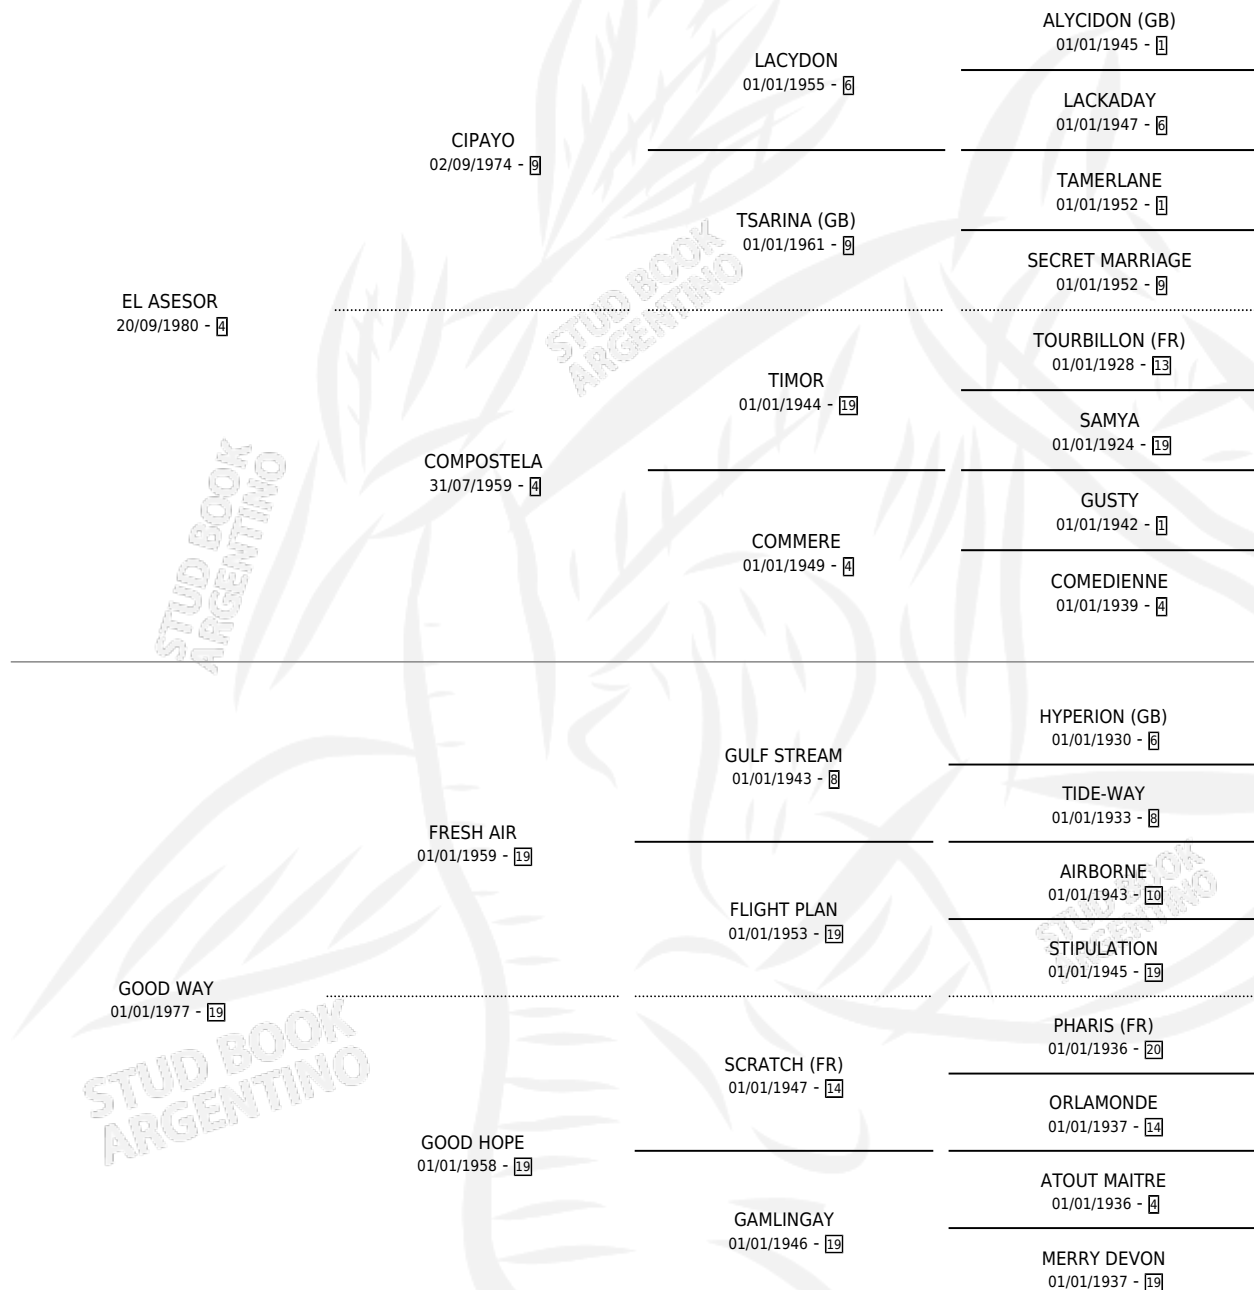 ALYCIDON (GB)
01/01/1945 - 1
LACYDON
01/01/1955 - 6
LACKADAY
01/01/1947 - 6
CIPAYO
02/09/1974 - 9
TAMERLANE
01/01/1952 - 1
TSARINA (GB)
01/01/1961 - 9
SECRET MARRIAGE
01/01/1952 - 9
EL ASESOR
20/09/1980 - 4
STUD BOOK
ARGENTINO
TOURBILLON (FR)
01/01/1928 - 13
TIMOR
01/01/1944 - 19
SAMYA
01/01/1924 - 19
COMPOSTELA
31/07/1959 - 4
GUSTY
01/01/1942 - 1
COMMERE
01/01/1949 - 4
COMEDIENNE
01/01/1939 - 4
STUD BOOK
ARGENTINO
HYPERION (GB)
01/01/1930 - 6
GULF STREAM
01/01/1943 - 8
TIDE-WAY
01/01/1933 - 8
FRESH AIR
01/01/1959 - 19
AIRBORNE
01/01/1943 - 10
FLIGHT PLAN
01/01/1953 - 19
STIPULATION
01/01/1945 - 19
STUD BOOK
ARGENTINO
GOOD WAY
01/01/1977 - 19
PHARIS (FR)
01/01/1936 - 20
SCRATCH (FR)
01/01/1947 - 14
ORLAMONDE
01/01/1937 - 14
STUD BOOK
ARGENTINO
GOOD HOPE
01/01/1958 - 19
ATOUT MAITRE
01/01/1936 - 4
GAMLINGAY
01/01/1946 - 19
MERRY DEVON
01/01/1937 - 19